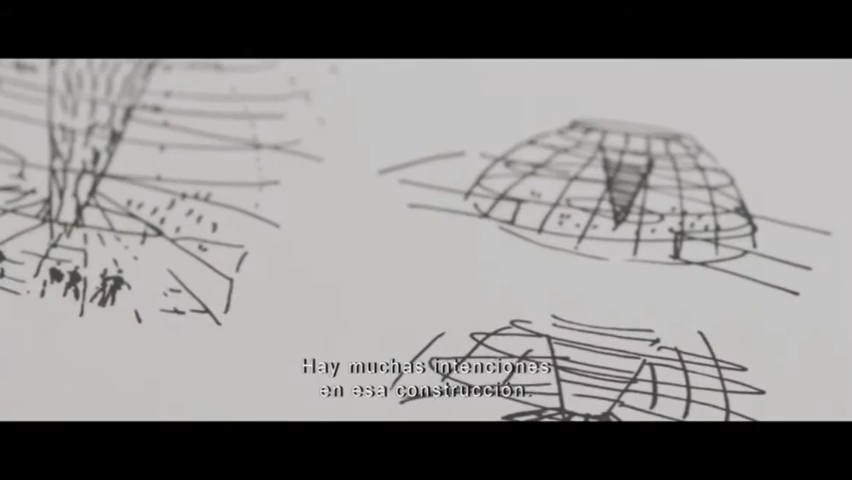 Hay muchas intenciones
en esa construcción.